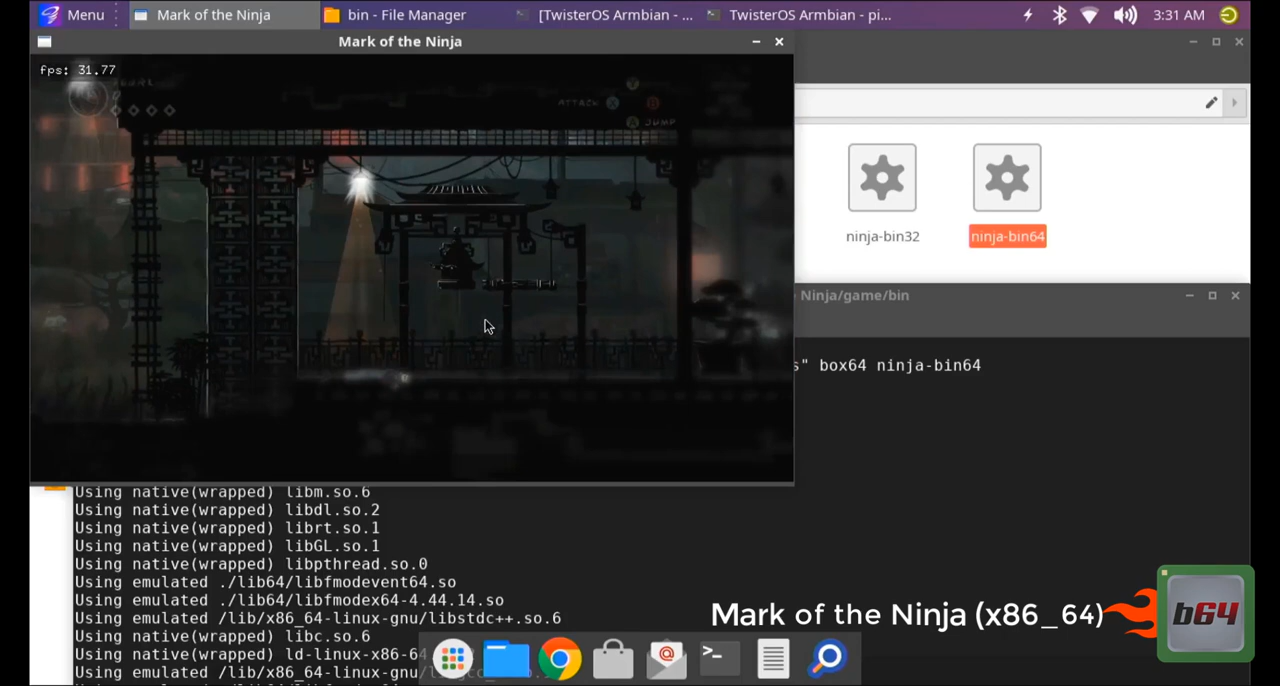 Menu
Mark of the Ninja
bin - File Manager
[TwisterOS Armbian - ...
TwisterOS Armbian - pi...
3:31 AM
Mark of the Ninja
fps: 31.77
ATTACK X
Y
B
A JUMP
ninja-bin32
ninja-bin64
Ninja/game/bin
s" box64 ninja-bin64
Using native(wrapped) libm.so.6
Using native(wrapped) libdl.so.2
Using native(wrapped) librt.so.1
Using native(wrapped) libGL.so.1
Using native(wrapped) libpthread.so.0
Using emulated ./lib64/libfmodevent64.so
Using emulated ./lib64/libfmodex64-4.44.14.so
Using emulated /lib/x86_64-linux-gnu/libstdc++.so.6
Using native(wrapped) libc.so.6
Using native(wrapped) ld-linux-x86-64
Using emulated /lib/x86_64-linux-gnu/
Mark of the Ninja (x86_64)
b64